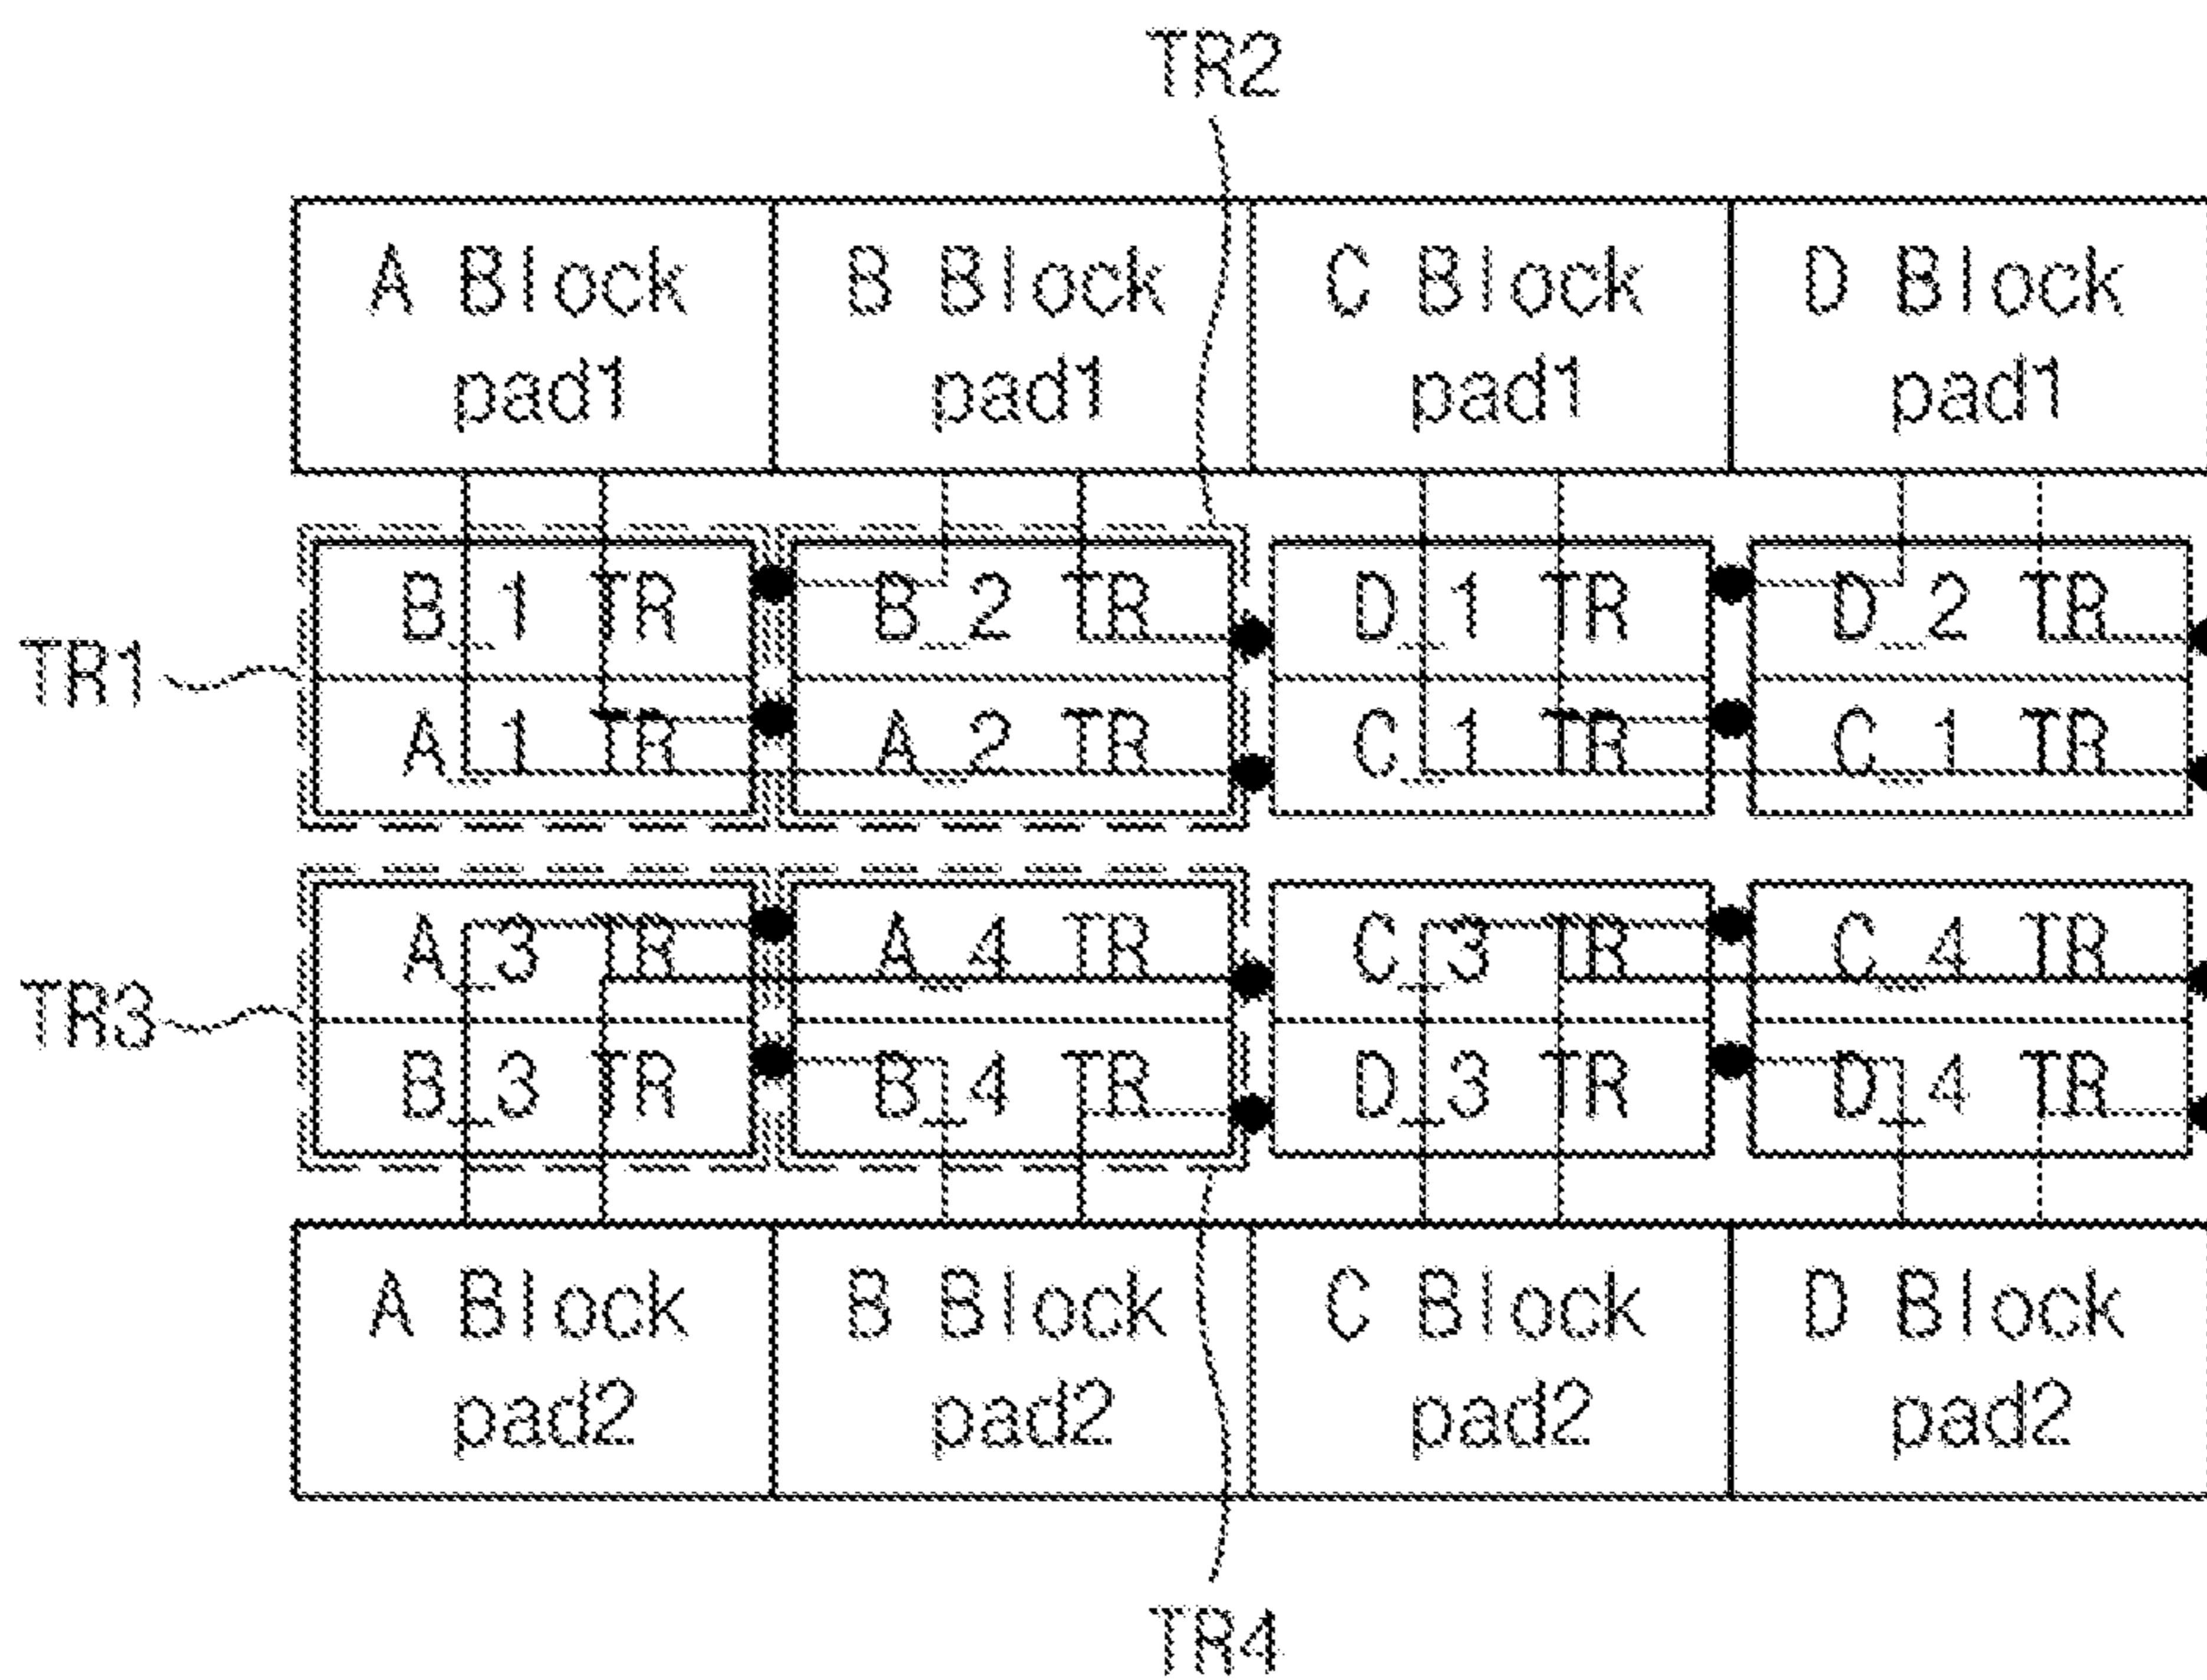 TR2
A Block pad1
B Block pad1
C Block pad1
D Block pad1
TR1
B_1 TR
B_2 TR
D_1 TR
D_2 TR
A_1 TR
A_2 TR
C_1 TR
C_1 TR
TR3
A_3 TR
A_4 TR
C_3 TR
C_4 TR
B_3 TR
B_4 TR
D_3 TR
D_4 TR
A Block pad2
B Block pad2
C Block pad2
D Block pad2
TR4